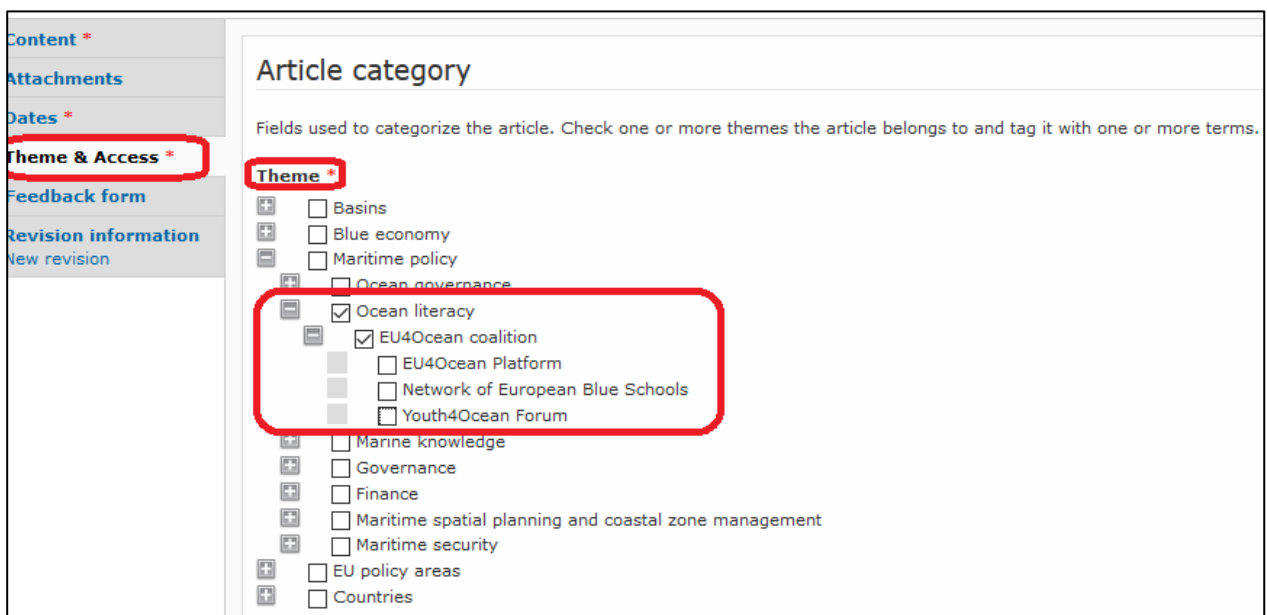 Content *
Attachments
Dates *
Theme & Access *
Feedback form
Revision information
New revision
Article category
Fields used to categorize the article. Check one or more themes the article belongs to and tag it with one or more terms.
Theme *
Basins
Blue economy
Maritime policy
Ocean governance
Ocean literacy
EU4Ocean coalition
EU4Ocean Platform
Network of European Blue Schools
Youth4Ocean Forum
Marine knowledge
Governance
Finance
Maritime spatial planning and coastal zone management
Maritime security
EU policy areas
Countries